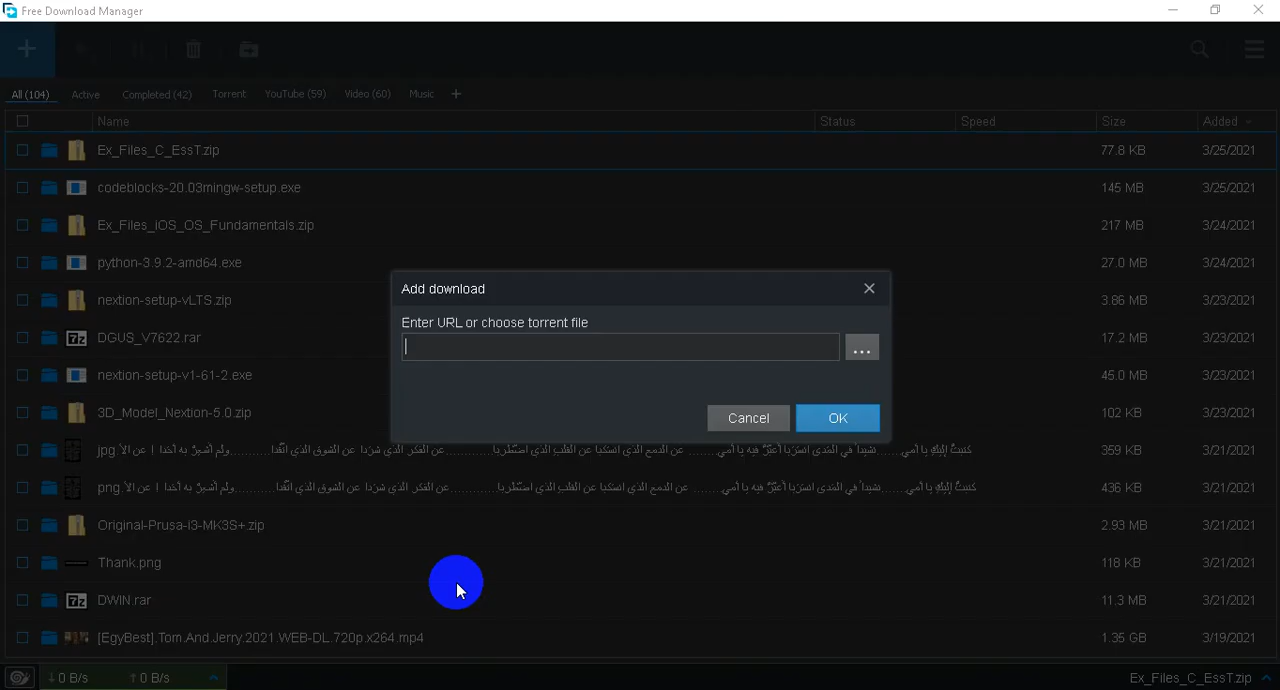 Free Download Manager
All (104) Active Completed (42) Torrent YouTube (59) Video (60) Music +
Name Status Speed Size Added
Ex_Files_C_EssT.zip 77.8 KB 3/25/2021
codeblocks-20.03mingw-setup.exe 145 MB 3/25/2021
Ex_Files_iOS_OS_Fundamentals.zip 217 MB 3/24/2021
python-3.9.2-amd64.exe 27.0 MB 3/24/2021
nextion-setup-vLTS.zip 3.86 MB 3/23/2021
DGUS_V7622.rar 17.2 MB 3/23/2021
nextion-setup-v1-61-2.exe 45.0 MB 3/23/2021
3D_Model_Nextion-5.0.zip 102 KB 3/23/2021
Add download
Enter URL or choose torrent file
...
Cancel OK
jpg. 359 KB 3/21/2021
png. 436 KB 3/21/2021
Original-Prusa-I3-MK3S+.zip 2.93 MB 3/21/2021
Thank.png 118 KB 3/21/2021
7z DWIN.rar 11.3 MB 3/21/2021
[EgyBest].Tom.And.Jerry.2021.WEB-DL.720p.x264.mp4 1.35 GB 3/19/2021
↓0 B/s ↑0 B/s Ex_Files_C_EssT.zip